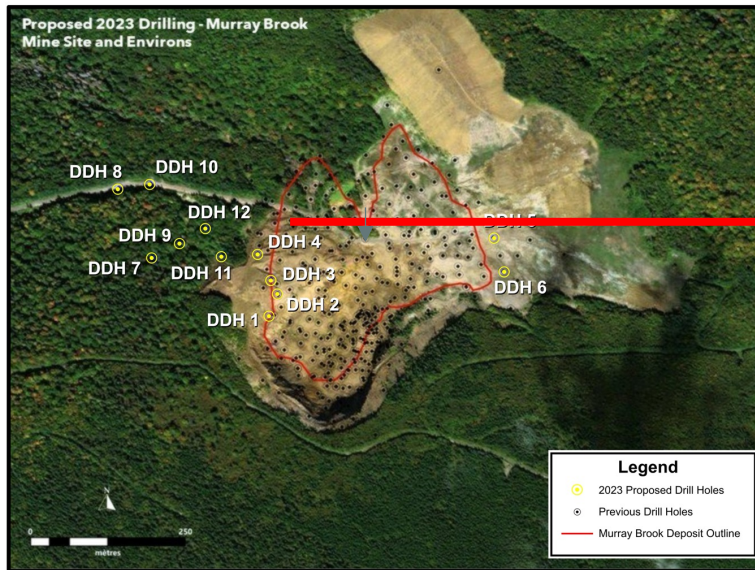 Proposed 2023 Drilling - Murray Brook
Mine Site and Environs
DDH 8
DDH 10
DDH 12
DDH 9
DDH 4
DDH 7
DDH 11
DDH 3
DDH 6
DDH 2
DDH 1
Legend
2023 Proposed Drill Holes
Previous Drill Holes
Murray Brook Deposit Outline
N
0
250
mètres